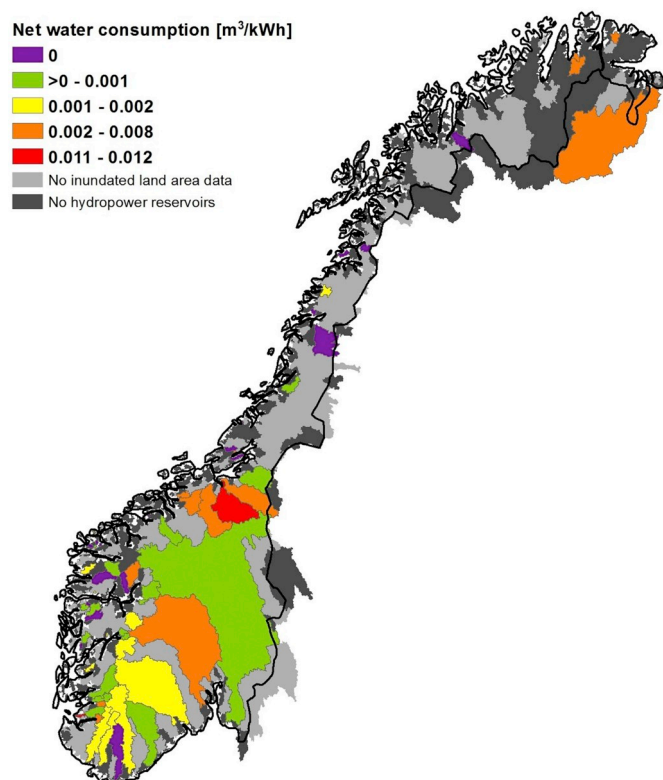 Net water consumption [m³/kWh]
0
>0 - 0.001
0.001 - 0.002
0.002 - 0.008
0.011 - 0.012
No inundated land area data
No hydropower reservoirs